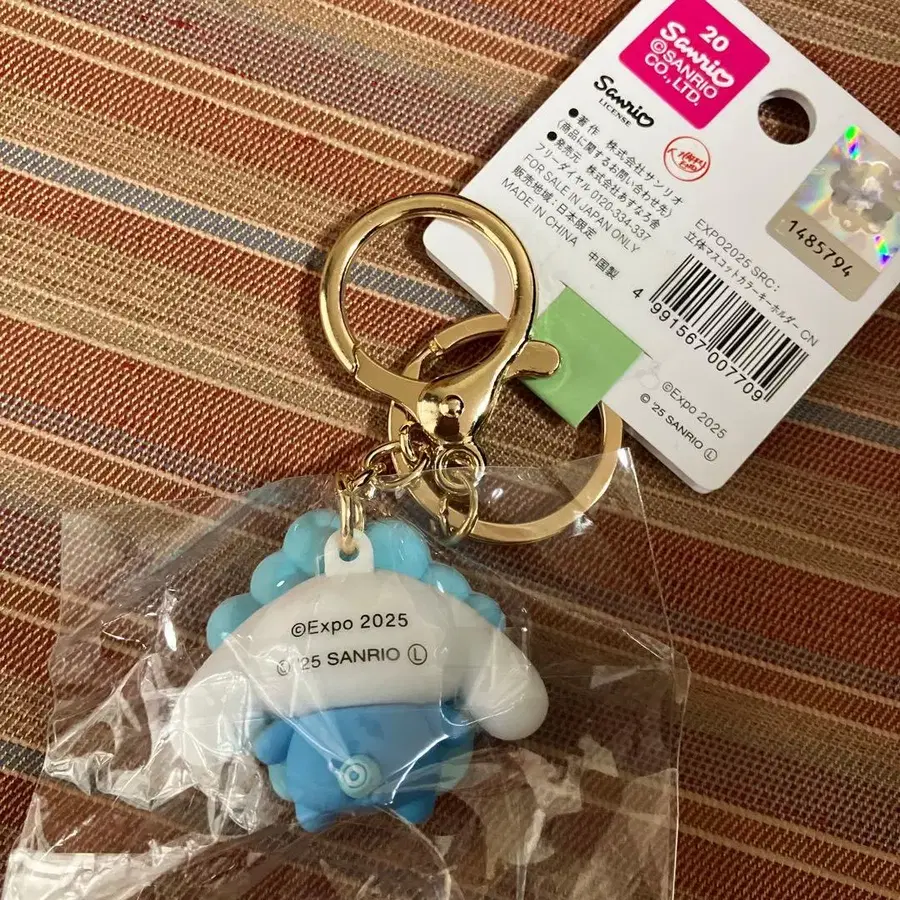 20
Sanrio
©SANRIO
CO., LTD.
Sanrio
LICENSE
HAPPY
●著作 株式会社サンリオ
(商品に関するお問い合わせ先)
●発売元 株式会社あすなろ舎
フリーダイヤル 0120-334-337
FOR SALE IN JAPAN ONLY
販売地域:日本限定
MADE IN CHINA
中国製
1485794
EXPO2025 SRC:
立体マスコットカラーキーホルダー CN
4 991567 007709
©Expo 2025
© '25 SANRIO Ⓛ
©Expo 2025
© '25 SANRIO Ⓛ